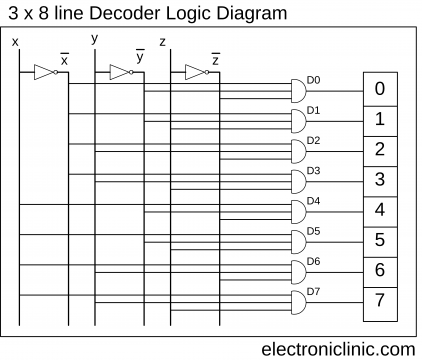 3 x 8 line Decoder Logic Diagram
x x̅ y y̅ z z̅
D0 0
D1 1
D2 2
D3 3
D4 4
D5 5
D6 6
D7 7
electroniclinic.com